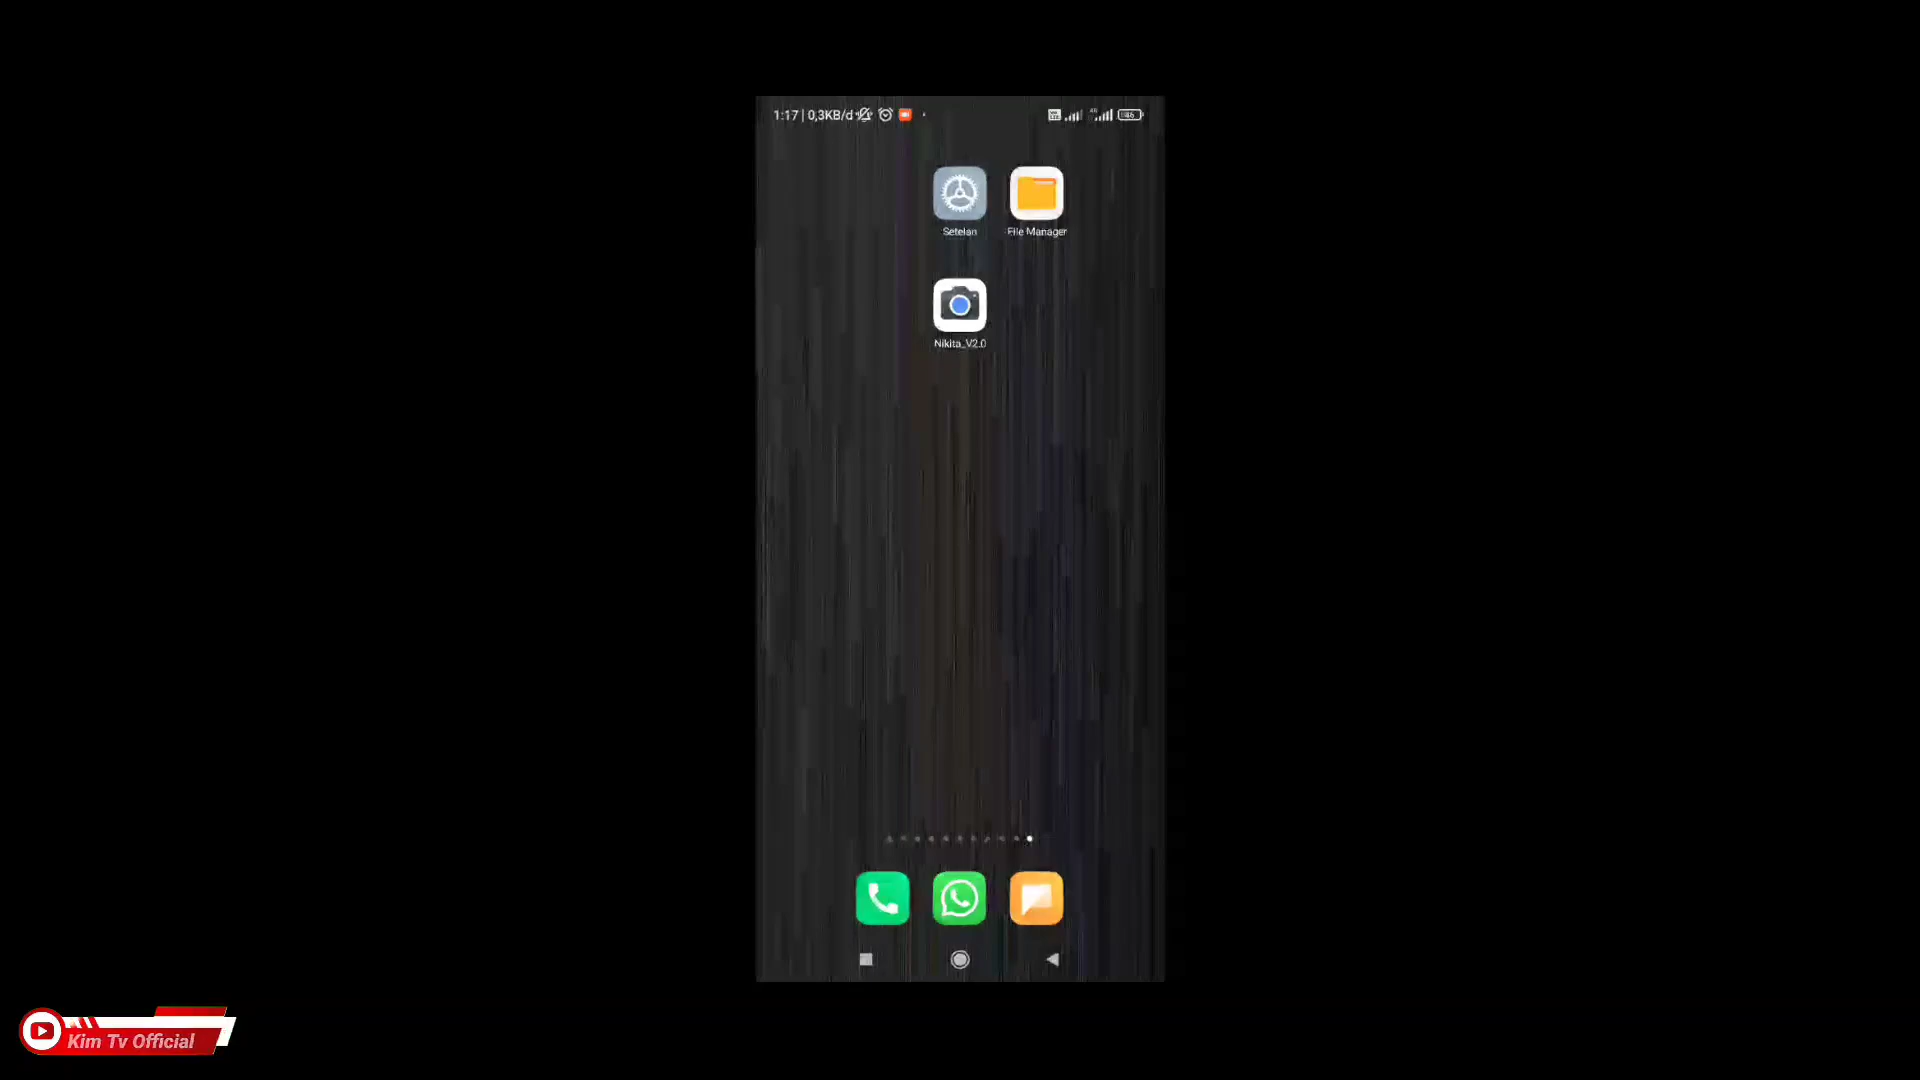 1:17 | 0,3KB/d
Setelan
File Manager
Nikita_V2.0
Kim Tv Official